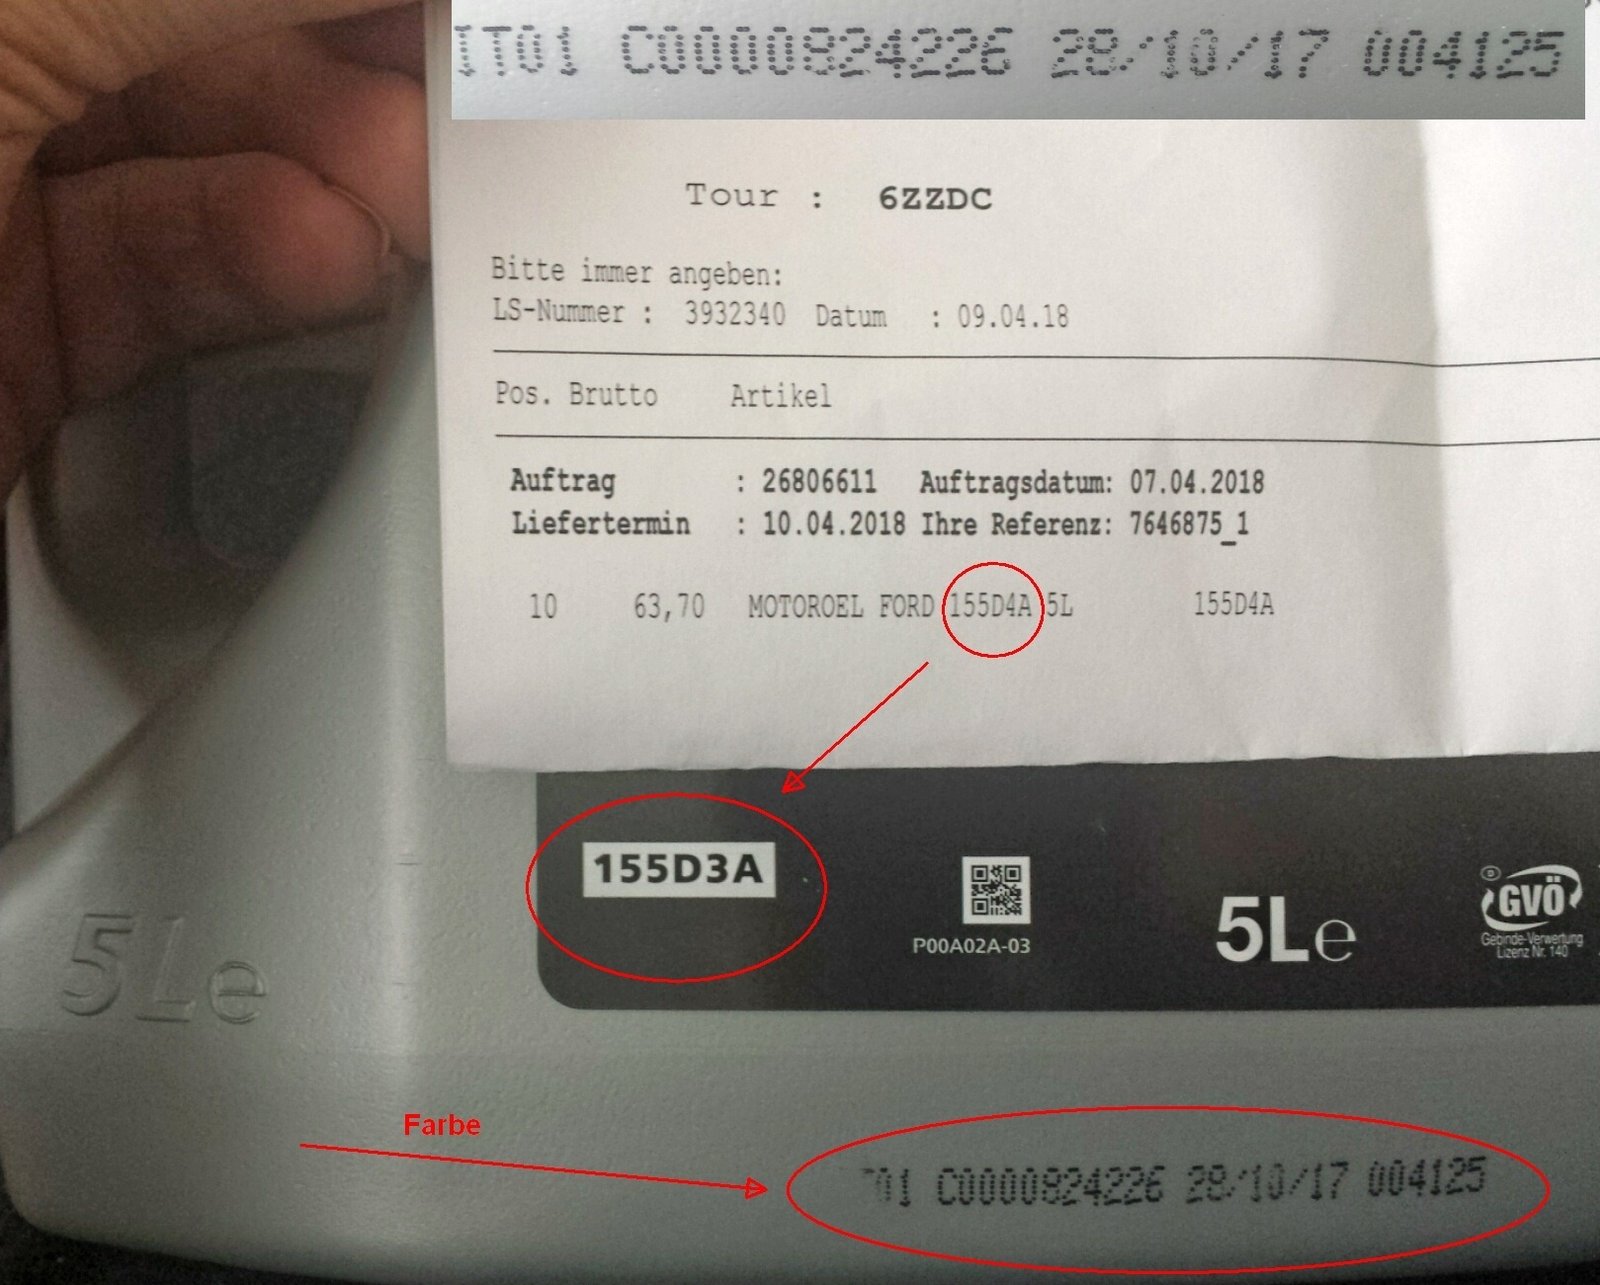 1T01 C0000824226 28/10/17 004125
Tour : 6ZZDC
Bitte immer angeben:
LS-Nummer : 3932340 Datum : 09.04.18
Pos. Brutto Artikel
Auftrag : 26806611 Auftragsdatum: 07.04.2018
Liefertermin : 10.04.2018 Ihre Referenz: 7646875_1
10 63,70 MOTOROEL FORD 155D4A 5L 155D4A
155D3A
P00A02A-03
5Le
D GVÖ
Gebinde-Verwertung
Lizenz Nr. 140
5Le
Farbe
T01 C0000824226 28/10/17 004125